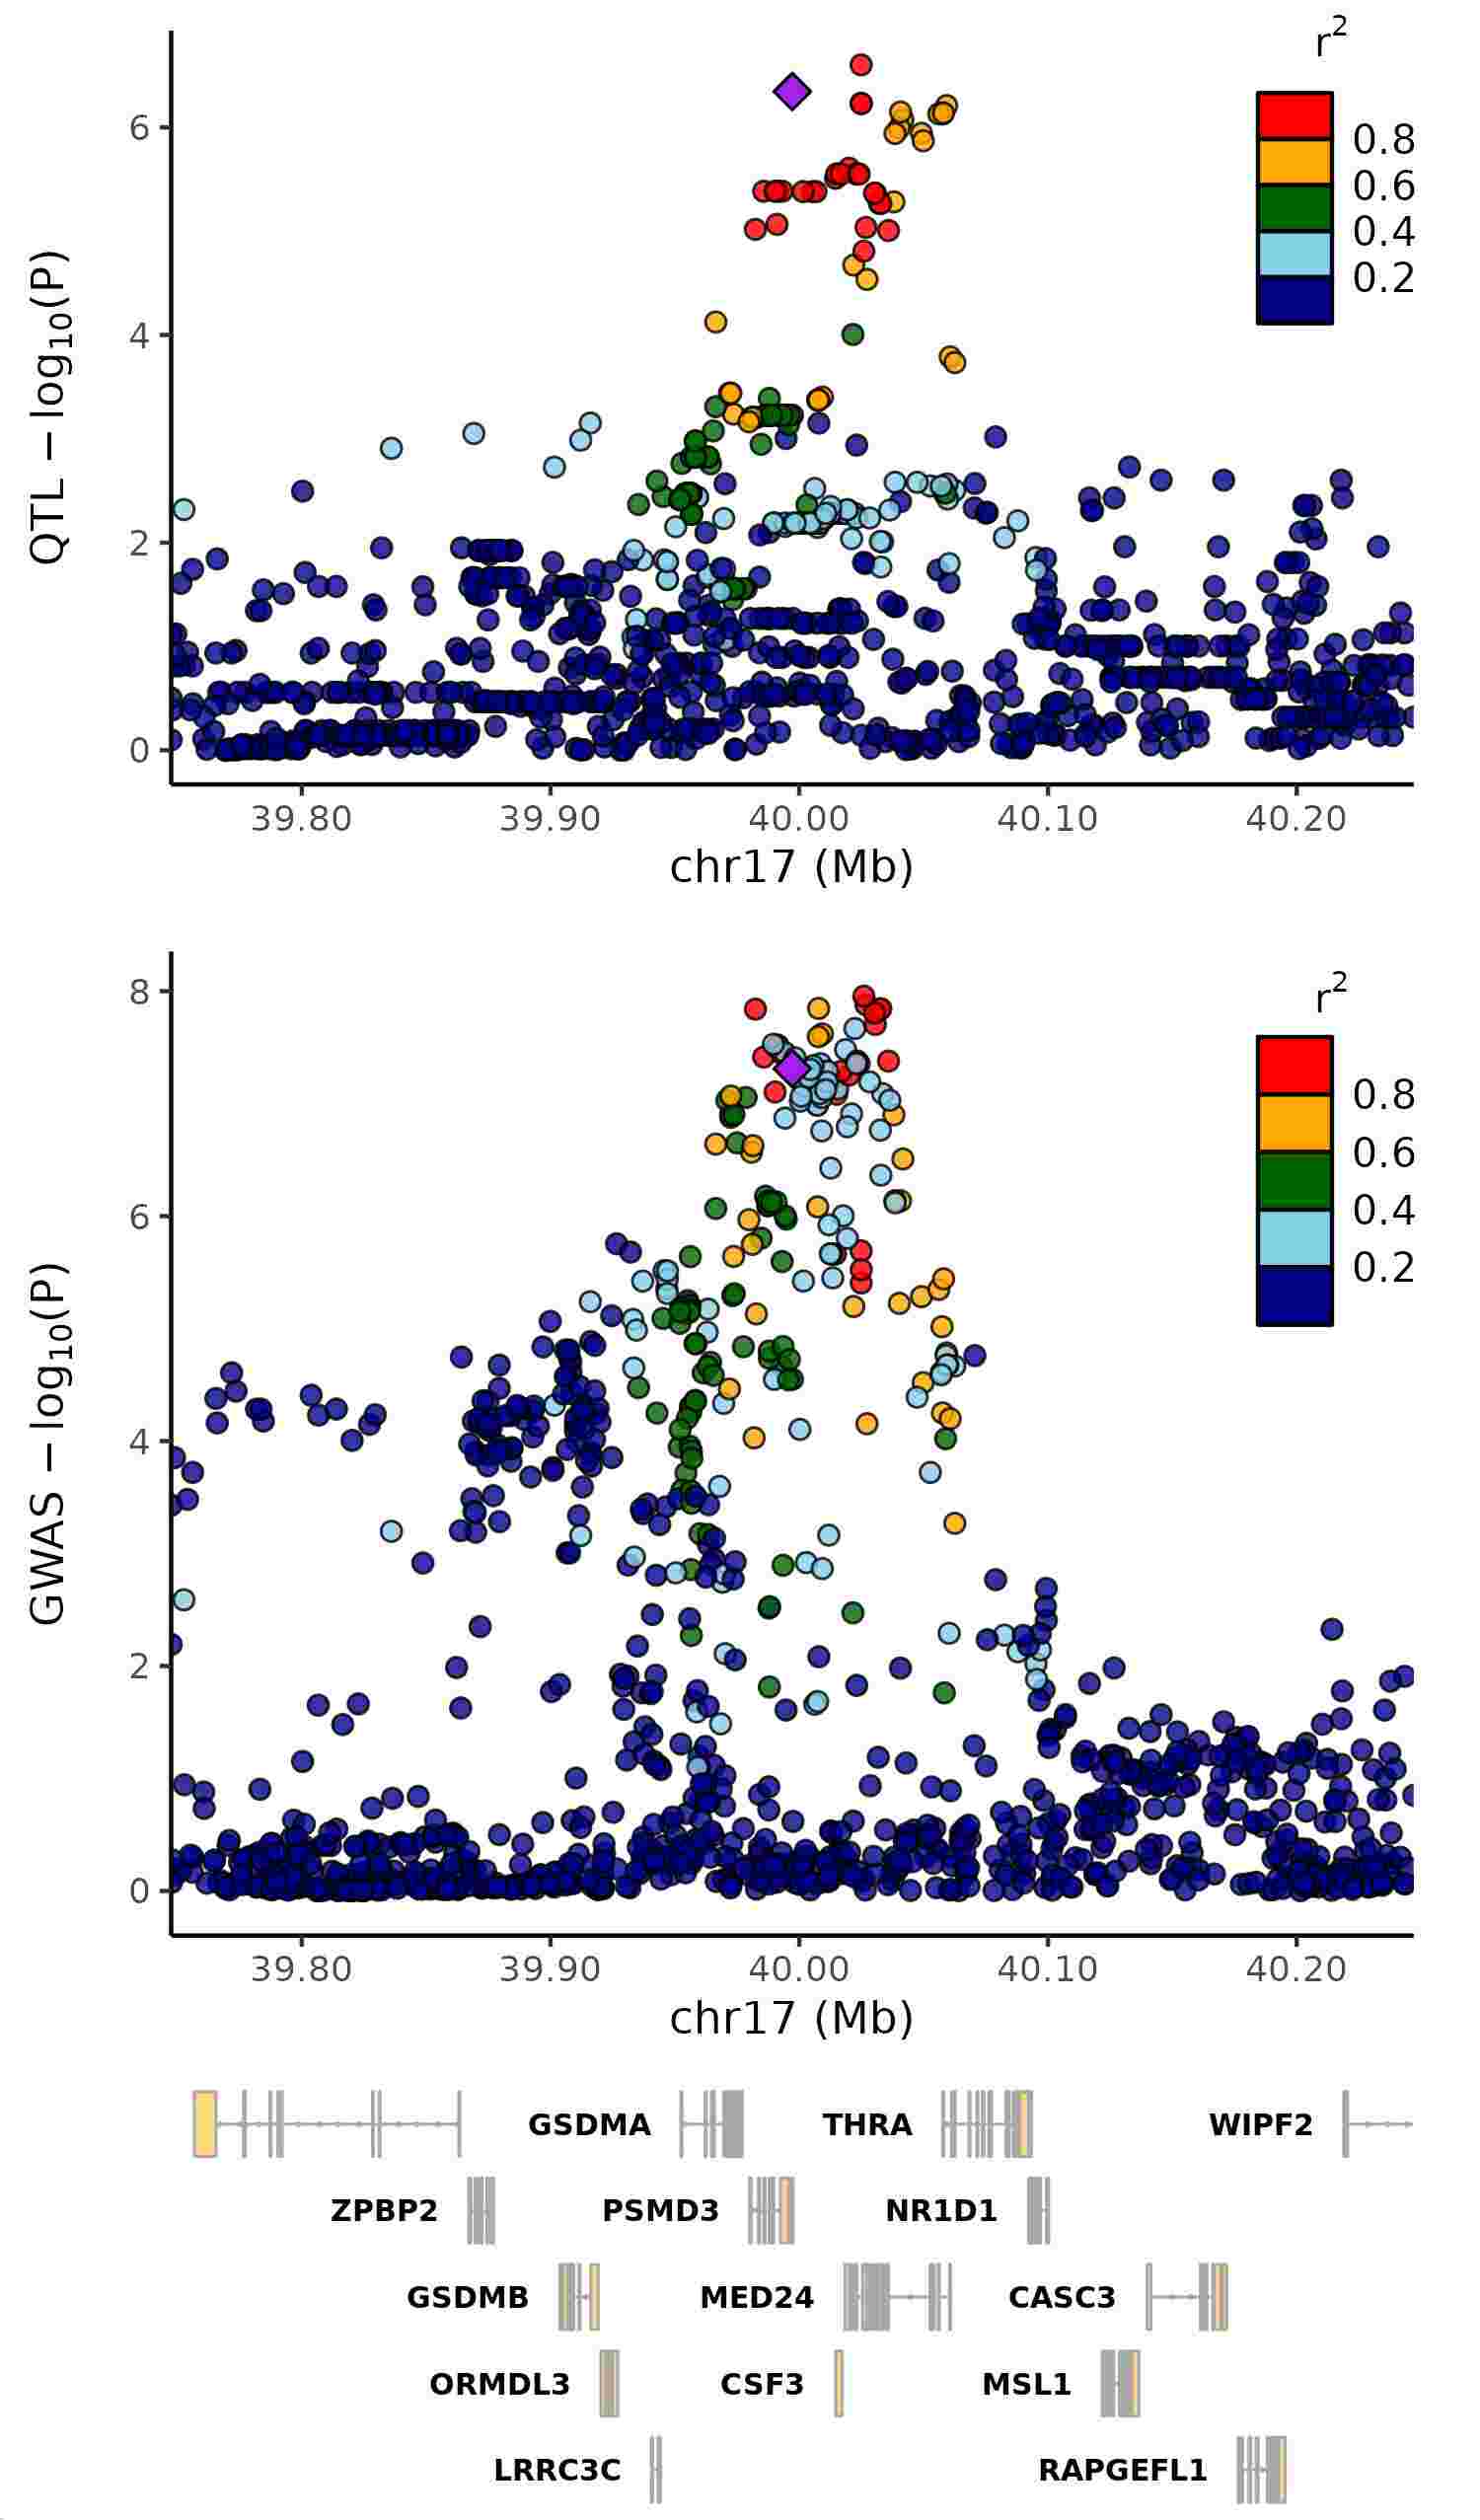 r2
0.8
0.6
0.4
0.2
QTL − log10(P)
6
4
2
0
39.80 39.90 40.00 40.10 40.20
chr17 (Mb)
r2
0.8
0.6
0.4
0.2
GWAS − log10(P)
8
6
4
2
0
39.80 39.90 40.00 40.10 40.20
chr17 (Mb)
GSDMA THRA WIPF2
ZPBP2 PSMD3 NR1D1
GSDMB MED24 CASC3
ORMDL3 CSF3 MSL1
LRRC3C RAPGEFL1